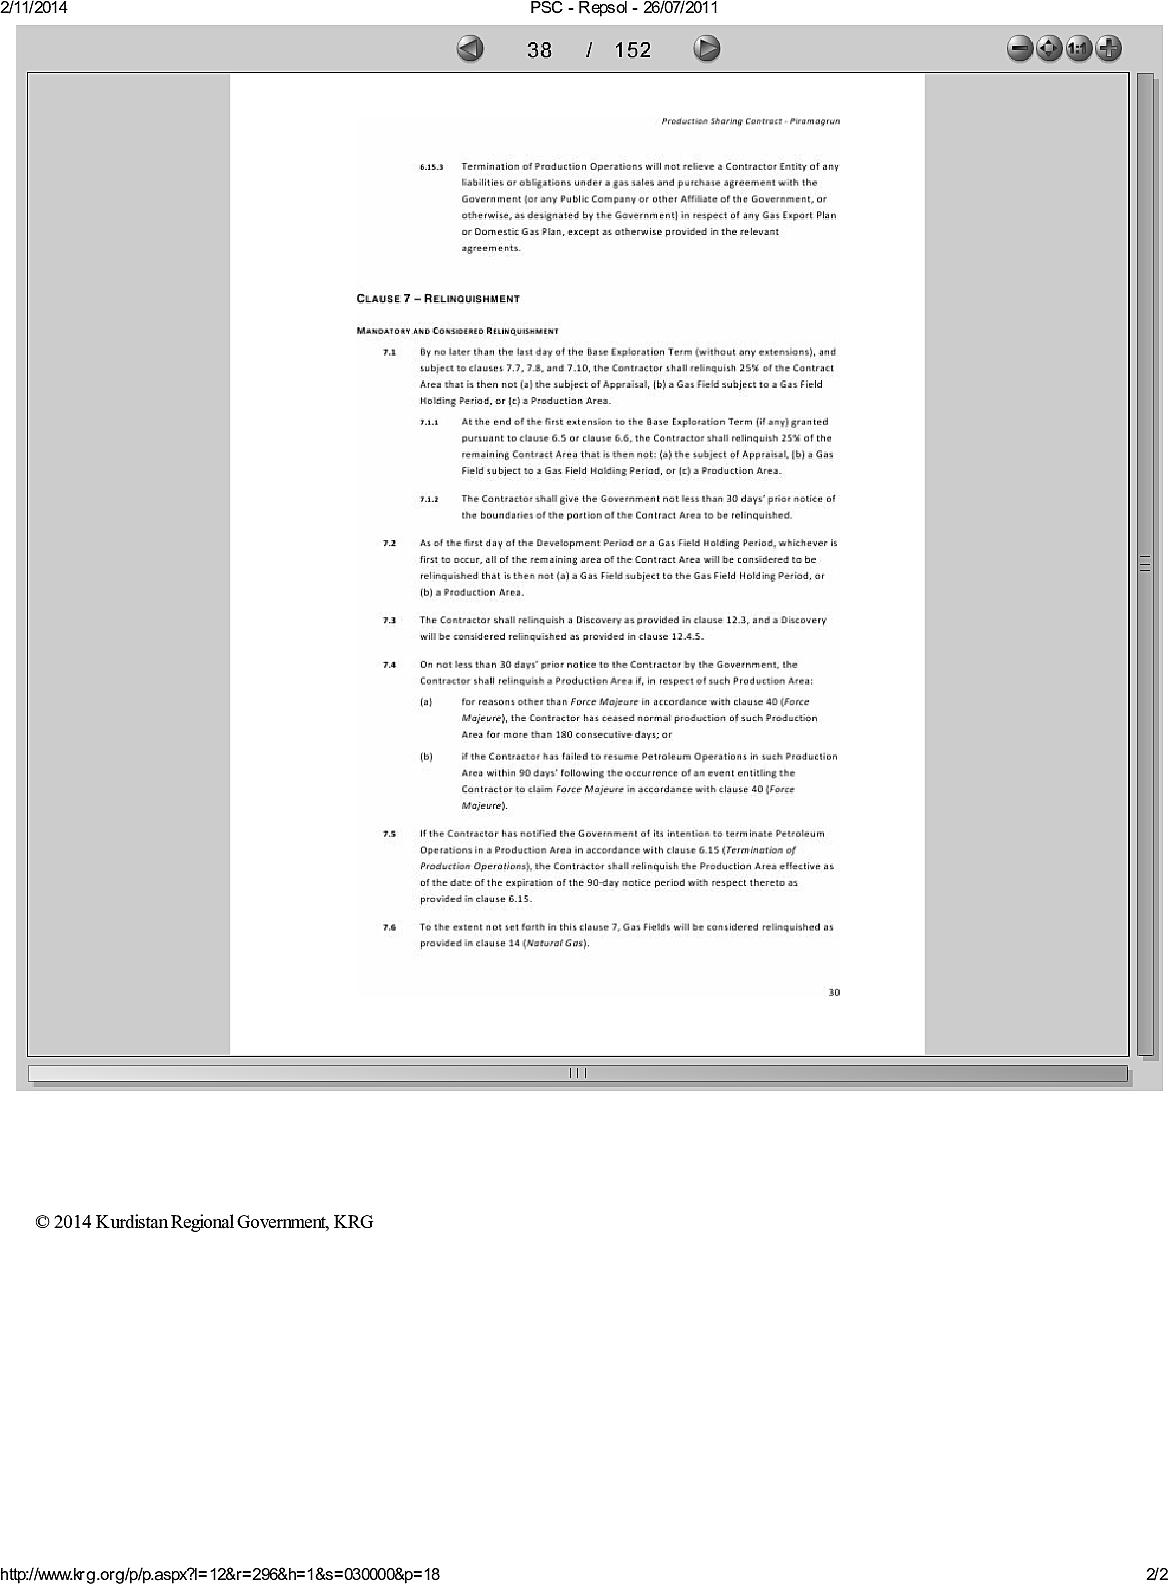 2/11/2014 PSC - Repsol - 26/07/2011
38 / 152
1:1
Production Sharing Contract - Piramagrun
6.15.3 Termination of Production Operations will not relieve a Contractor Entity of any
liabilities or obligations under a gas sales and purchase agreement with the
Government (or any Public Company or other Affiliate of the Government, or
otherwise, as designated by the Government) in respect of any Gas Export Plan
or Domestic Gas Plan, except as otherwise provided in the relevant
agreements.
CLAUSE 7 – RELINQUISHMENT
MANDATORY AND CONSIDERED RELINQUISHMENT
7.1 By no later than the last day of the Base Exploration Term (without any extensions), and
subject to clauses 7.7, 7.8, and 7.10, the Contractor shall relinquish 25% of the Contract
Area that is then not (a) the subject of Appraisal, (b) a Gas Field subject to a Gas Field
Holding Period, or (c) a Production Area.
7.1.1 At the end of the first extension to the Base Exploration Term (if any) granted
pursuant to clause 6.5 or clause 6.6, the Contractor shall relinquish 25% of the
remaining Contract Area that is then not: (a) the subject of Appraisal, (b) a Gas
Field subject to a Gas Field Holding Period, or (c) a Production Area.
7.1.2 The Contractor shall give the Government not less than 30 days' prior notice of
the boundaries of the portion of the Contract Area to be relinquished.
7.2 As of the first day of the Development Period or a Gas Field Holding Period, whichever is
first to occur, all of the remaining area of the Contract Area will be considered to be
relinquished that is then not (a) a Gas Field subject to the Gas Field Holding Period, or
(b) a Production Area.
7.3 The Contractor shall relinquish a Discovery as provided in clause 12.3, and a Discovery
will be considered relinquished as provided in clause 12.4.5.
7.4 On not less than 30 days' prior notice to the Contractor by the Government, the
Contractor shall relinquish a Production Area if, in respect of such Production Area:
(a) for reasons other than Force Majeure in accordance with clause 40 (Force
Majeure), the Contractor has ceased normal production of such Production
Area for more than 180 consecutive days; or
(b) if the Contractor has failed to resume Petroleum Operations in such Production
Area within 90 days' following the occurrence of an event entitling the
Contractor to claim Force Majeure in accordance with clause 40 (Force
Majeure).
7.5 If the Contractor has notified the Government of its intention to terminate Petroleum
Operations in a Production Area in accordance with clause 6.15 (Termination of
Production Operations), the Contractor shall relinquish the Production Area effective as
of the date of the expiration of the 90-day notice period with respect thereto as
provided in clause 6.15.
7.6 To the extent not set forth in this clause 7, Gas Fields will be considered relinquished as
provided in clause 14 (Natural Gas).
30
© 2014 Kurdistan Regional Government, KRG
http://www.krg.org/p/p.aspx?l=12&r=296&h=1&s=030000&p=18 2/2